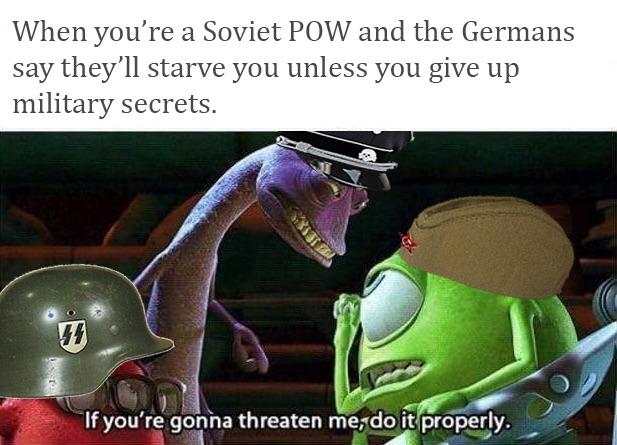 When you’re a Soviet POW and the Germans
say they’ll starve you unless you give up
military secrets.
If you’re gonna threaten me, do it properly.